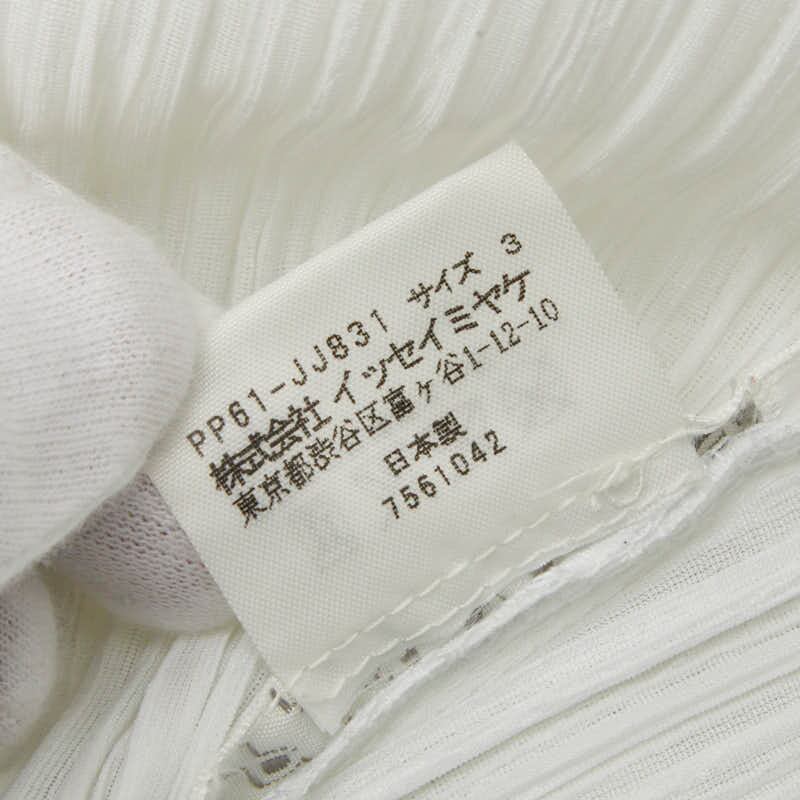 PP61-JJ831 サイズ 3
株式会社 イッセイミヤケ
東京都渋谷区富ヶ谷1-12-10
日本製
7561042